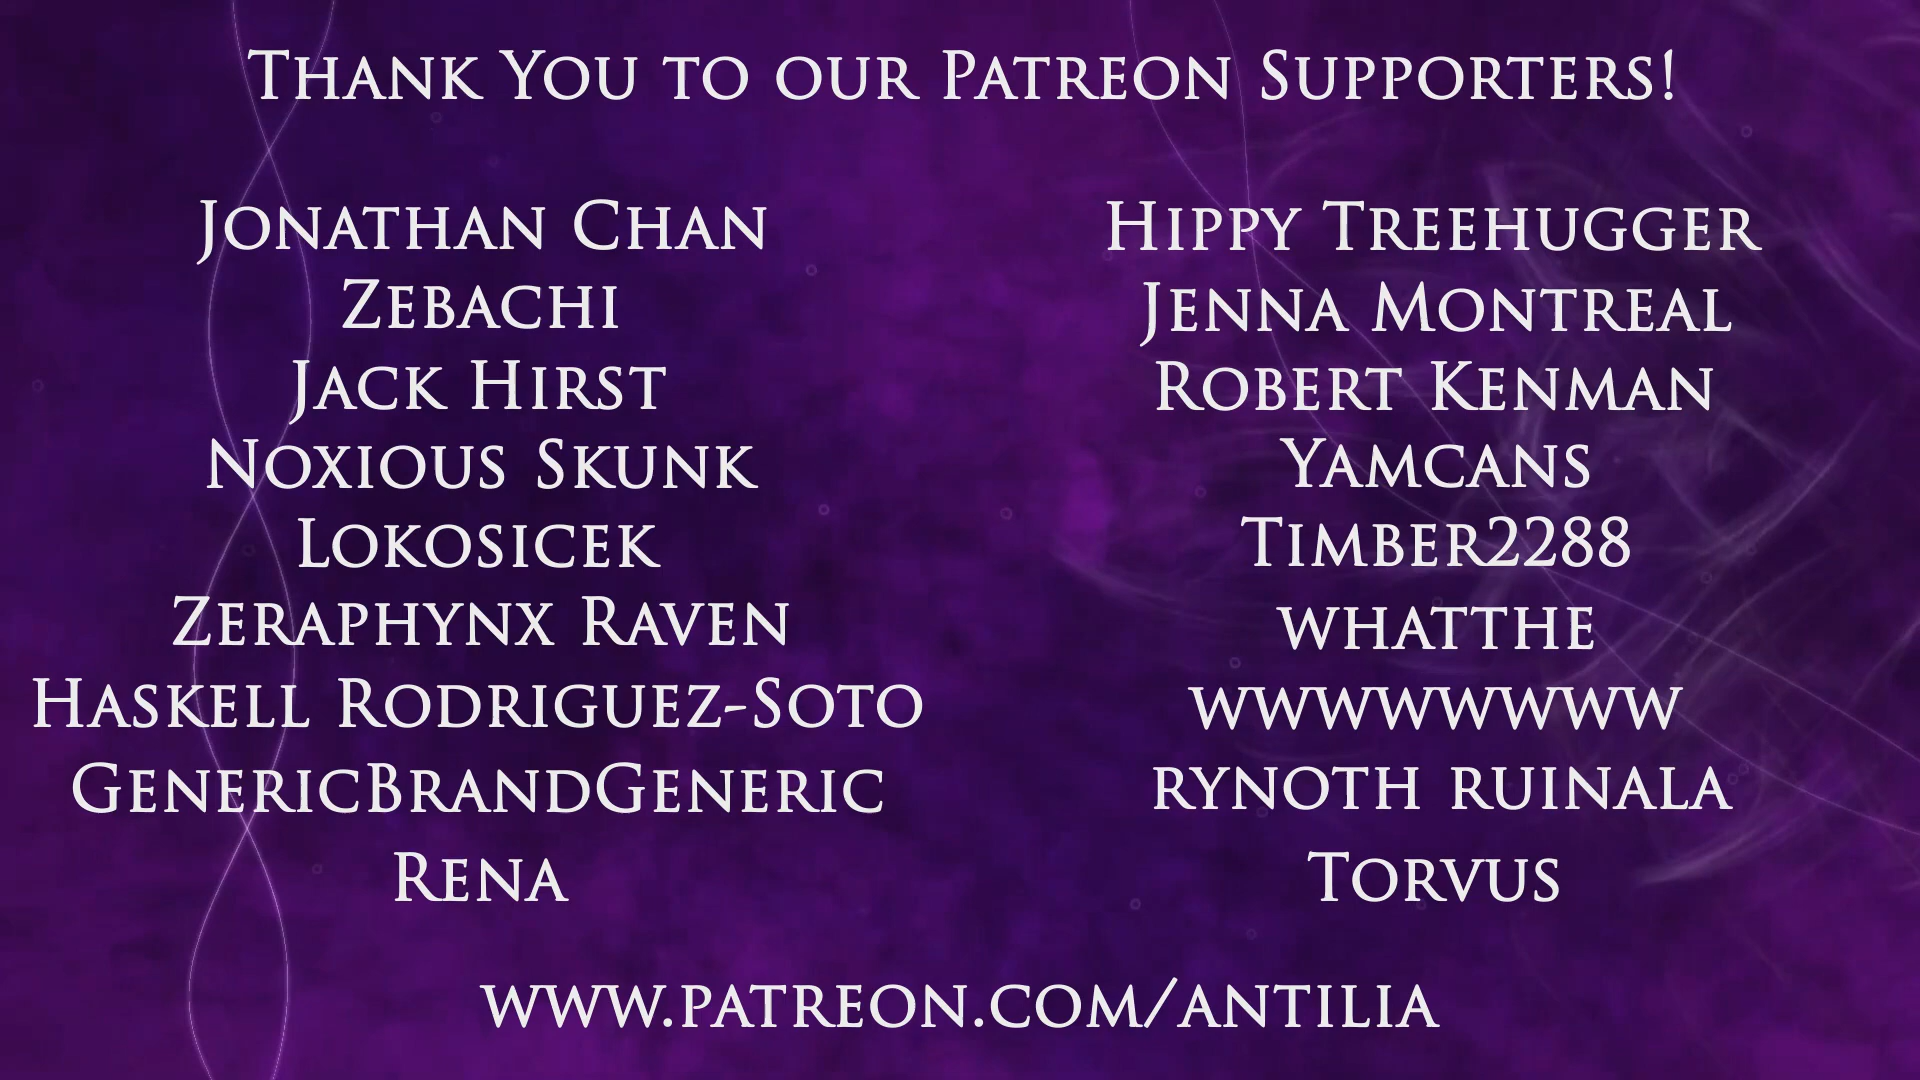 Thank You to our Patreon Supporters!
Jonathan Chan
Zebachi
Jack Hirst
Noxious Skunk
Lokosicek
Zeraphynx Raven
Haskell Rodriguez-Soto
GenericBrandGeneric
Rena
Hippy Treehugger
Jenna Montreal
Robert Kenman
Yamcans
Timber2288
whatthe
wwwwwwww
rynoth ruinala
Torvus
www.patreon.com/antilia